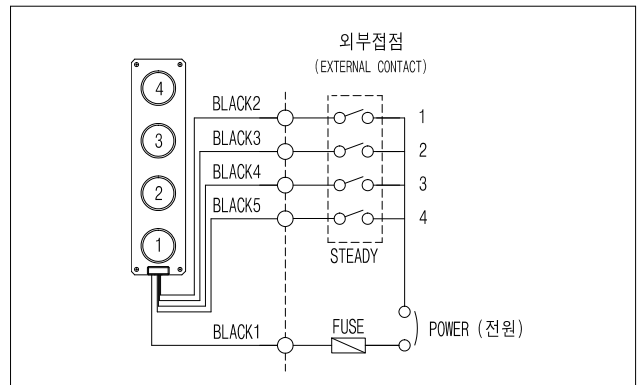 외부접점
(EXTERNAL CONTACT)
4
3
2
1
BLACK2
1
BLACK3
2
BLACK4
3
BLACK5
4
STEADY
BLACK1
FUSE
POWER (전원)